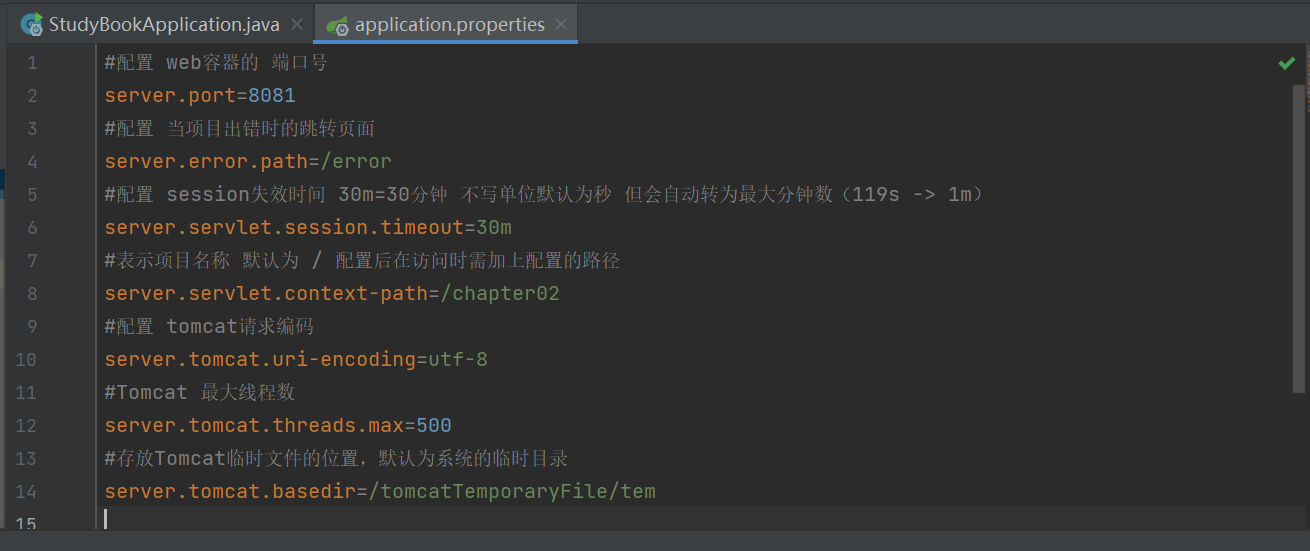 StudyBookApplication.java application.properties
1 #配置 web容器的 端口号
2 server.port=8081
3 #配置 当项目出错时的跳转页面
4 server.error.path=/error
5 #配置 session失效时间 30m=30分钟 不写单位默认为秒 但会自动转为最大分钟数（119s -> 1m）
6 server.servlet.session.timeout=30m
7 #表示项目名称 默认为 / 配置后在访问时需加上配置的路径
8 server.servlet.context-path=/chapter02
9 #配置 tomcat请求编码
10 server.tomcat.uri-encoding=utf-8
11 #Tomcat 最大线程数
12 server.tomcat.threads.max=500
13 #存放Tomcat临时文件的位置，默认为系统的临时目录
14 server.tomcat.basedir=/tomcatTemporaryFile/tem
15